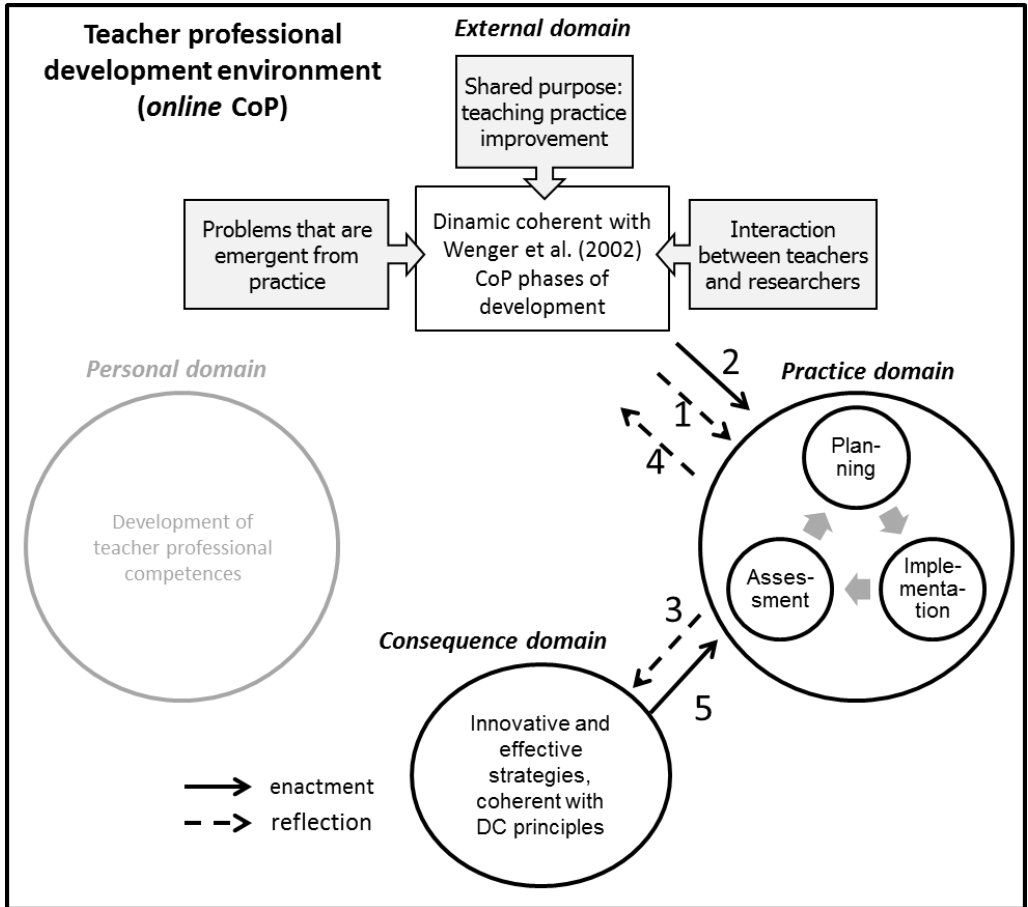 Teacher professional
development environment
(online CoP)
External domain
Shared purpose:
teaching practice
improvement
Problems that are
emergent from
practice
Dinamic coherent with
Wenger et al. (2002)
CoP phases of
development
Interaction
between teachers
and researchers
2
1
4
Personal domain
Development of
teacher professional
competences
Practice domain
Plan-
ning
Imple-
menta-
tion
Asses-
sment
3
5
Consequence domain
Innovative and
effective
strategies,
coherent with
DC principles
enactment
reflection